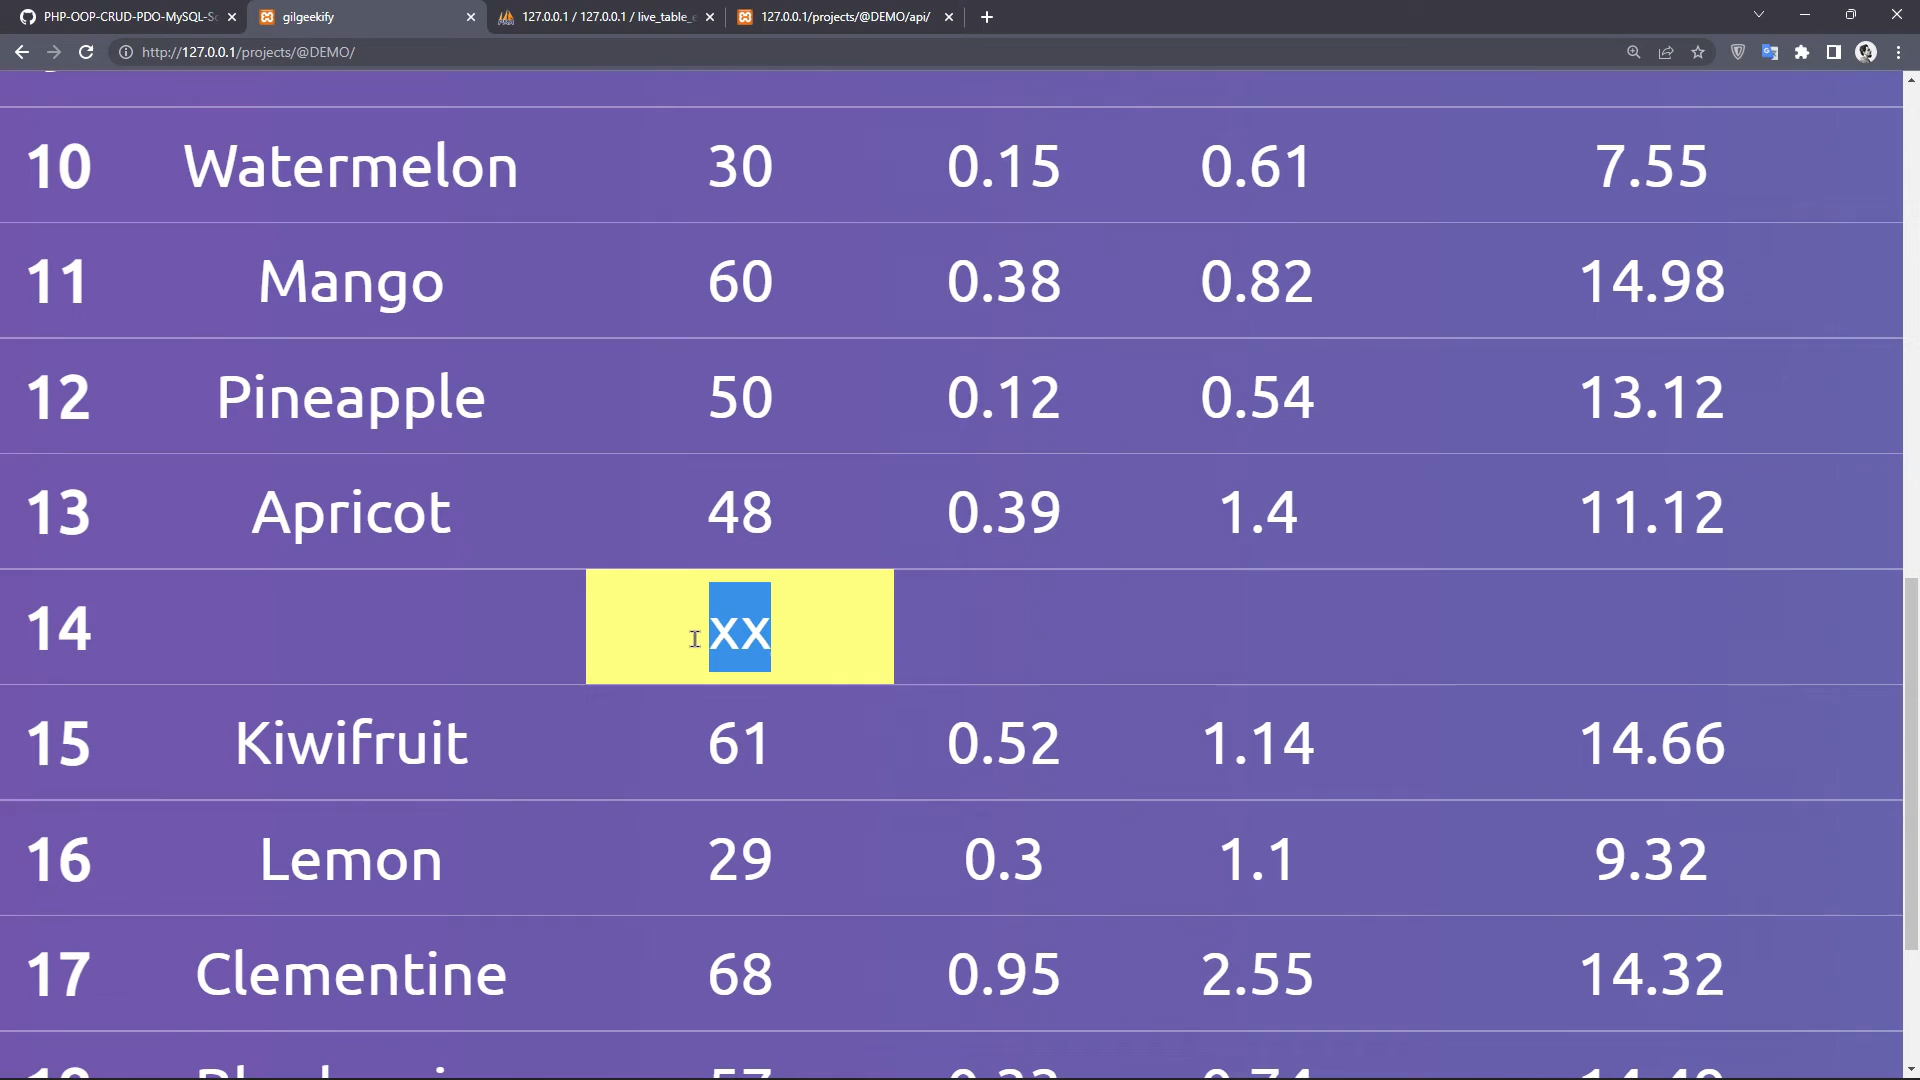 PHP-OOP-CRUD-PDO-MySQL-Sc
gilgeekify
127.0.0.1 / 127.0.0.1 / live_table_e
127.0.0.1/projects/@DEMO/api/
http://127.0.0.1/projects/@DEMO/
10 Watermelon 30 0.15 0.61 7.55
11 Mango 60 0.38 0.82 14.98
12 Pineapple 50 0.12 0.54 13.12
13 Apricot 48 0.39 1.4 11.12
14 xx
15 Kiwifruit 61 0.52 1.14 14.66
16 Lemon 29 0.3 1.1 9.32
17 Clementine 68 0.95 2.55 14.32